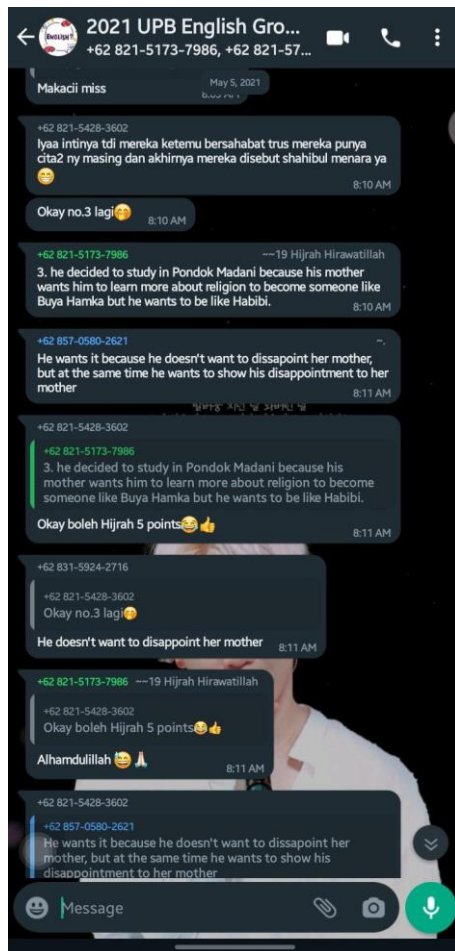 2021 UPB English Gro...
+62 821-5173-7986, +62 821-57...
May 5, 2021
Makacii miss
+62 821-5428-3602
Iyaa intinya tdi mereka ketemu bersahabat trus mereka punya
cita2 ny masing dan akhirnya mereka disebut shahibul menara ya
😁
8:10 AM
Okay no.3 lagi🤭
8:10 AM
+62 821-5173-7986 ~~19 Hijrah Hirawatillah
3. he decided to study in Pondok Madani because his
mother wants him to learn more about religion to become
someone like
Buya Hamka but he wants to be like Habibi.
8:10 AM
+62 857-0580-2621 ~.
He wants it because he doesn't want to dissapoint her mother,
but at the same time he wants to show his disappointment to her
mother
8:11 AM
+62 821-5428-3602
+62 821-5173-7986
3. he decided to study in Pondok Madani because his
mother wants him to learn more about religion to become
someone like Buya Hamka but he wants to be like Habibi.
Okay boleh Hijrah 5 points😂👍
8:11 AM
+62 831-5924-2716
+62 821-5428-3602
Okay no.3 lagi🤭
He doesn't want to disappoint her mother
8:11 AM
+62 821-5173-7986 ~~19 Hijrah Hirawatillah
+62 821-5428-3602
Okay boleh Hijrah 5 points😂👍
Alhamdulillah 😅🙏🏻
8:11 AM
+62 821-5428-3602
+62 857-0580-2621
He wants it because he doesn't want to dissapoint her
mother, but at the same time he wants to show his
disappointment to her mother
Message